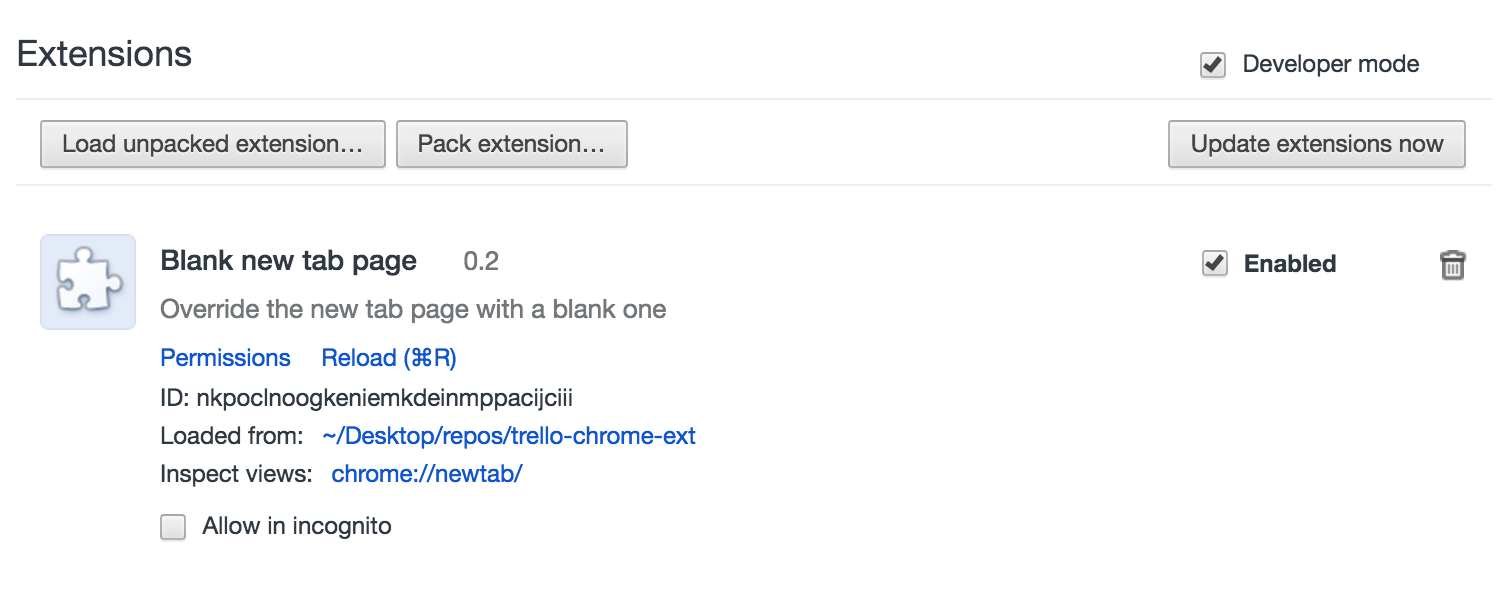 Extensions
Developer mode
Load unpacked extension...
Pack extension...
Update extensions now
Blank new tab page 0.2
Enabled
Override the new tab page with a blank one
Permissions Reload (⌘R)
ID: nkpoclnoogkeniemkdeinmppacijciii
Loaded from: ~/Desktop/repos/trello-chrome-ext
Inspect views: chrome://newtab/
Allow in incognito